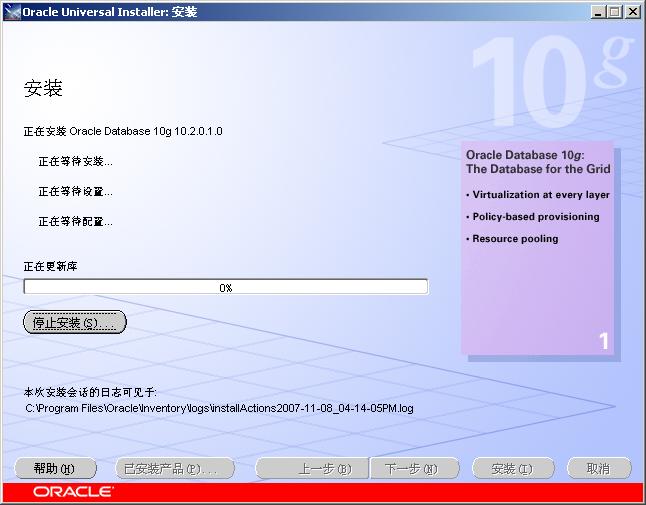 Oracle Universal Installer: 安装
10g
安装
正在安装 Oracle Database 10g 10.2.0.1.0
正在等待安装...
正在等待设置...
正在等待配置...
Oracle Database 10g:
The Database for the Grid
• Virtualization at every layer
• Policy-based provisioning
• Resource pooling
1
正在更新库
0%
停止安装(S)...
本次安装会话的日志可见于:
C:\Program Files\Oracle\Inventory\logs\installActions2007-11-08_04-14-05PM.log
帮助(H) 已安装产品(P)... 上一步(B) 下一步(N) 安装(I) 取消
ORACLE